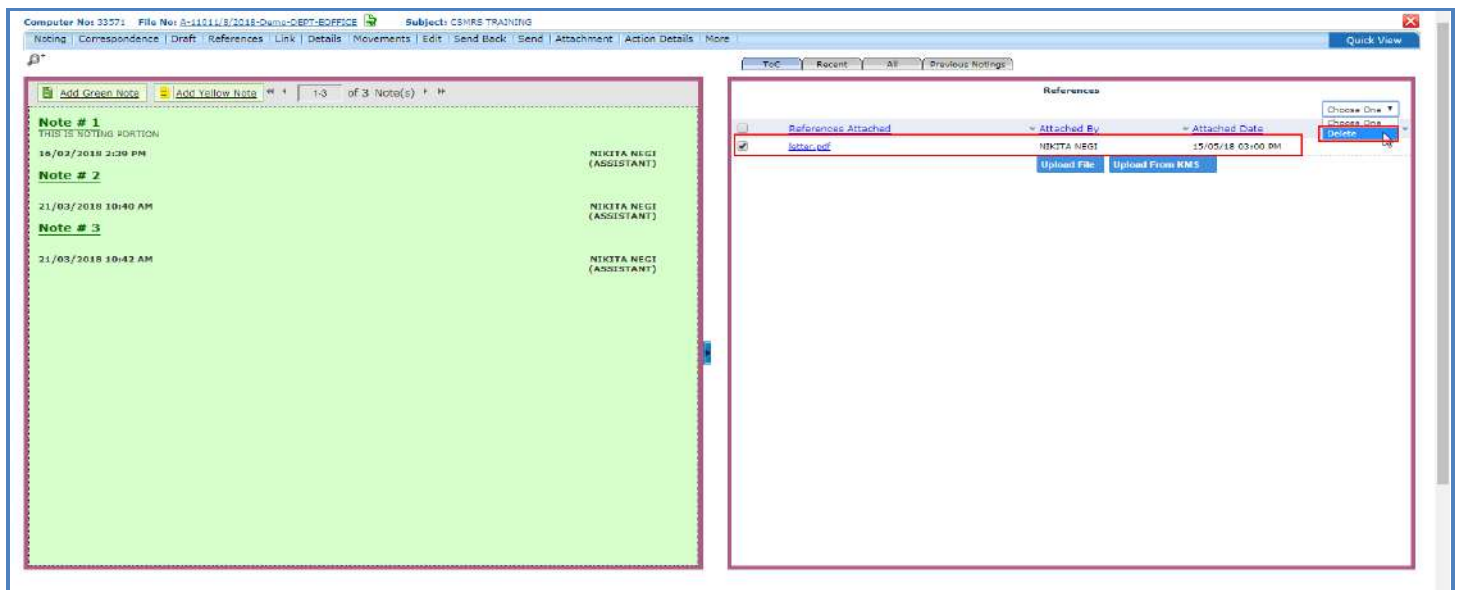 Computer No: 33571 File No: A-11011/8/2018-Demo-DEPT-EOFFICE Subject: CSMRS TRAINING
Noting | Correspondence | Draft | References | Link | Details | Movements | Edit | Send Back | Send | Attachment | Action Details | More
Quick View
ToC Recent All Previous Notings
Add Green Note Add Yellow Note 1-3 of 3 Note(s)
Note # 1
THIS IS NOTING PORTION
16/02/2018 2:39 PM NIKITA NEGI
(ASSISTANT)
Note # 2
21/03/2018 10:40 AM NIKITA NEGI
(ASSISTANT)
Note # 3
21/03/2018 10:42 AM NIKITA NEGI
(ASSISTANT)
References
Choose One
Choose One
Delete
References Attached Attached By Attached Date
letter.pdf NIKITA NEGI 15/05/18 03:00 PM
Upload File Upload From KMS